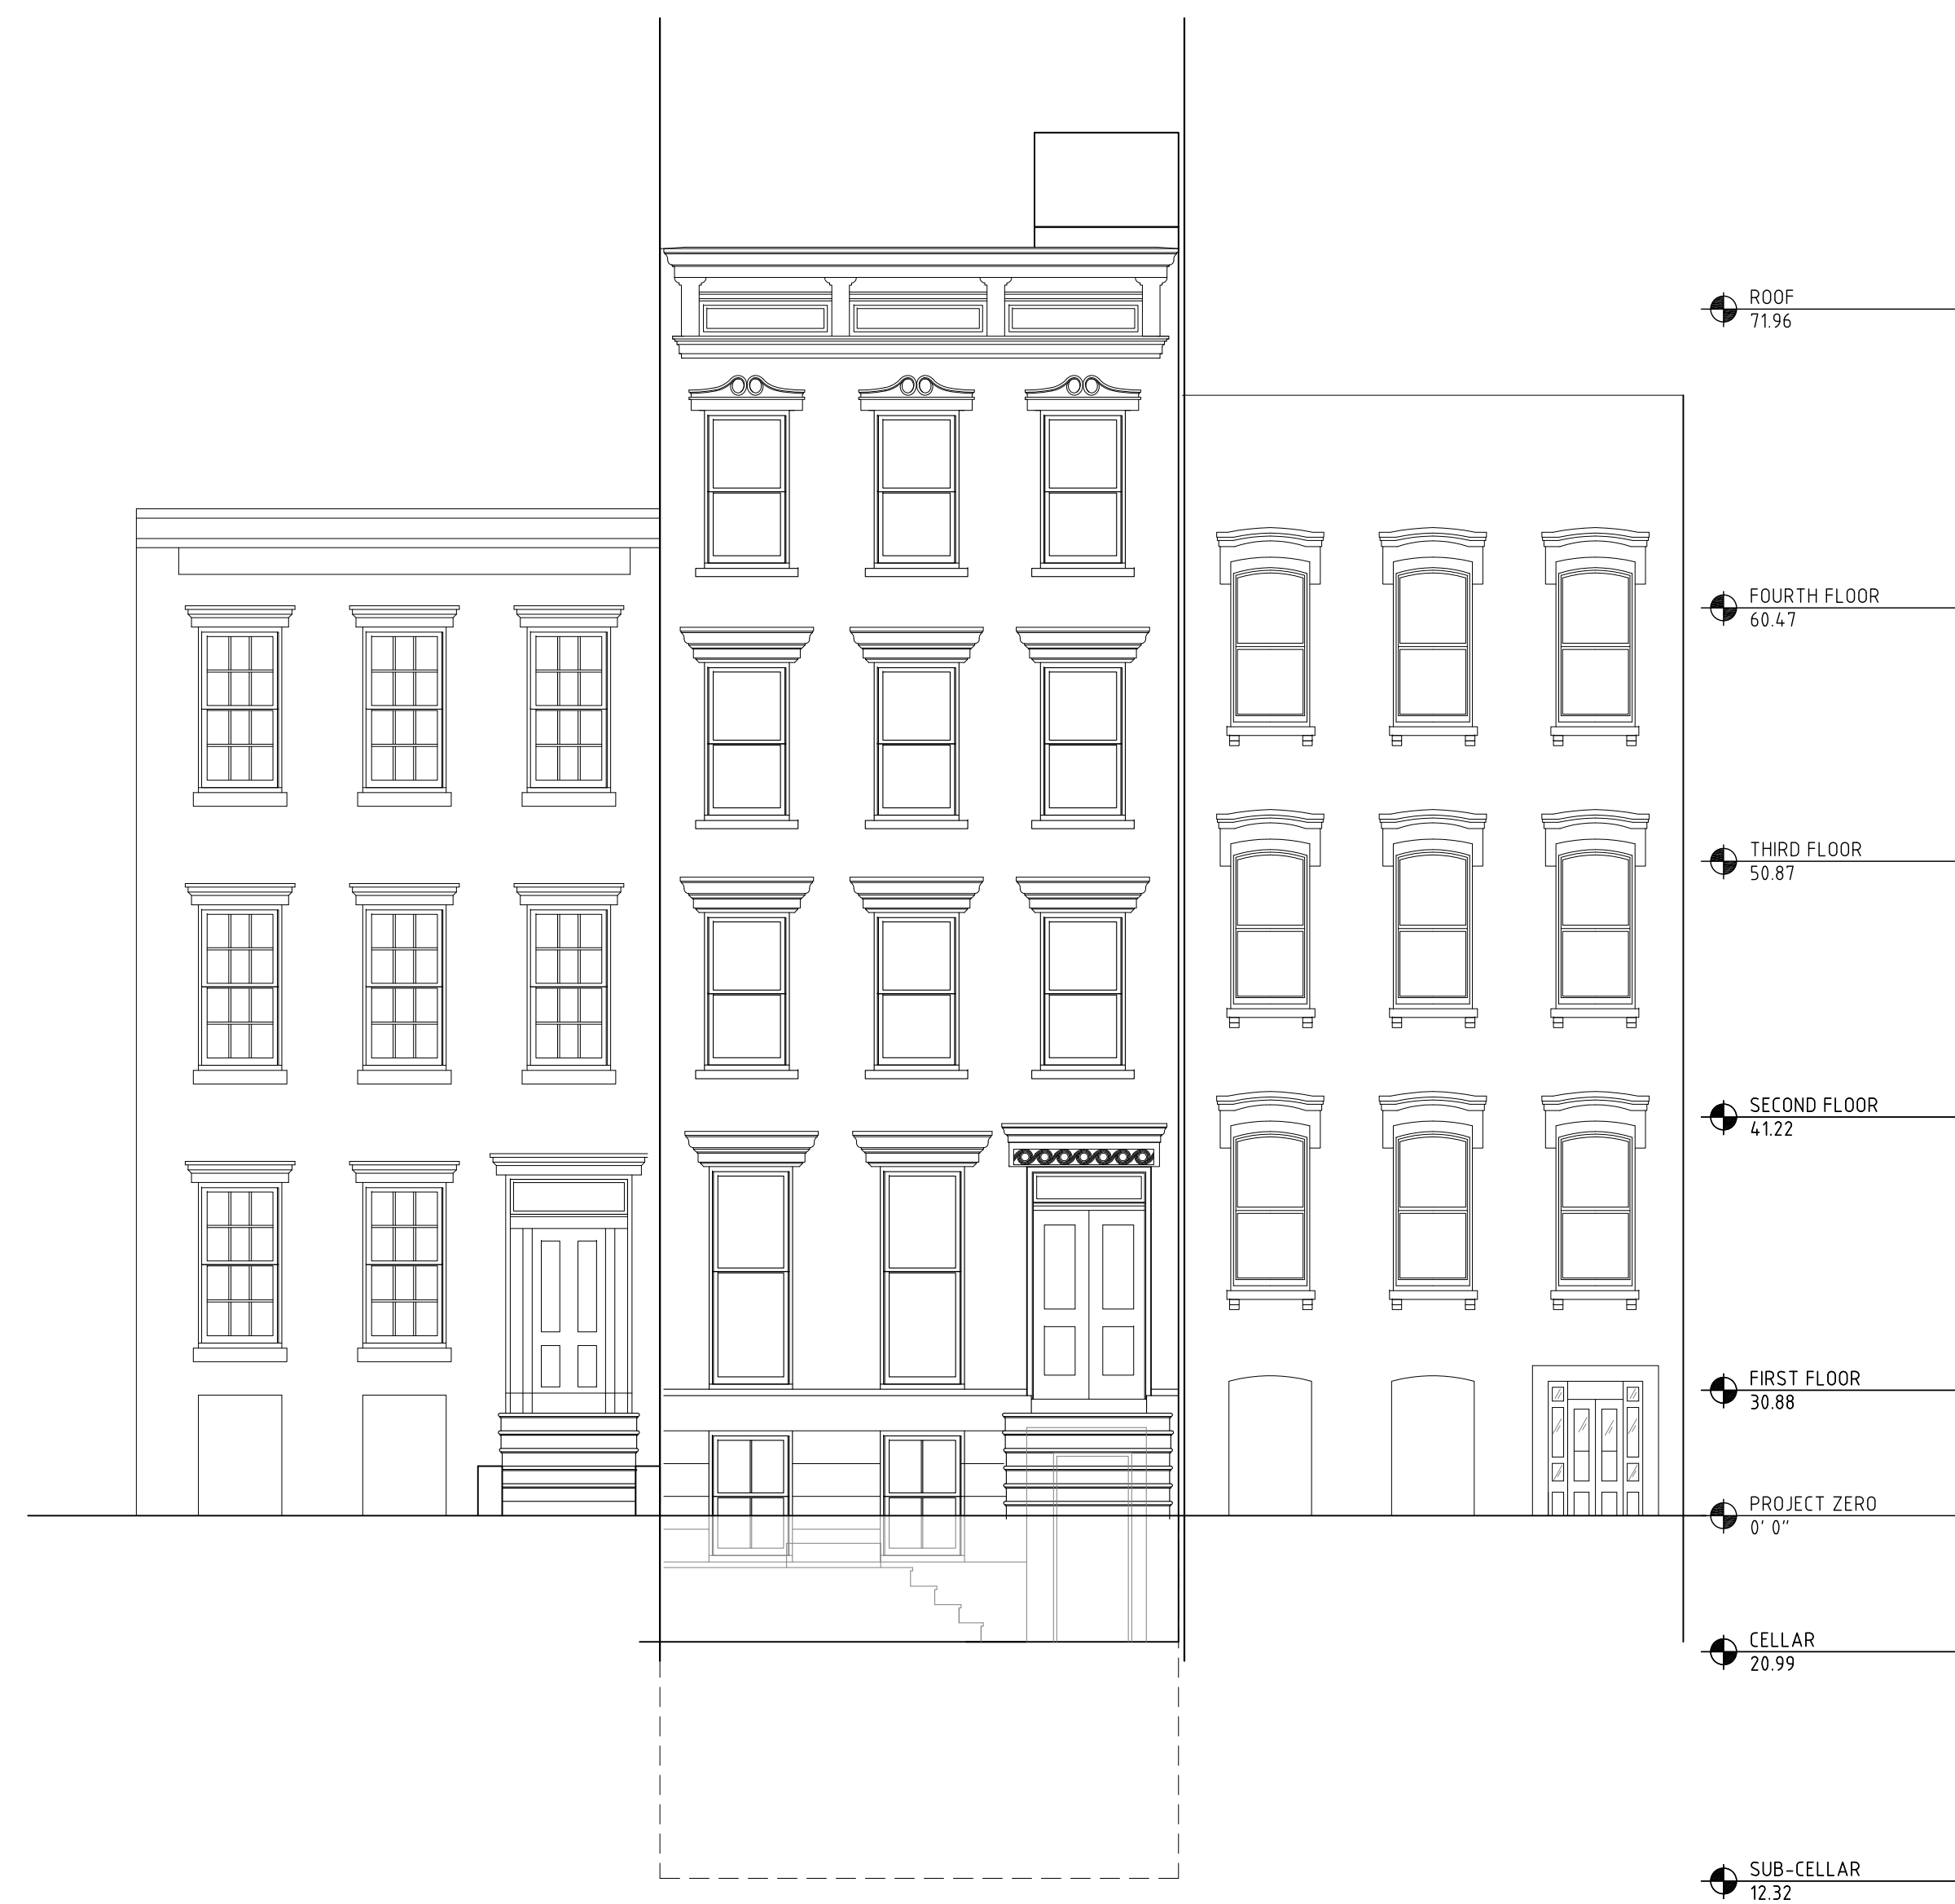 ROOF
71.96
FOURTH FLOOR
60.47
THIRD FLOOR
50.87
SECOND FLOOR
41.22
FIRST FLOOR
30.88
PROJECT ZERO
0' 0"
CELLAR
20.99
SUB-CELLAR
12.32